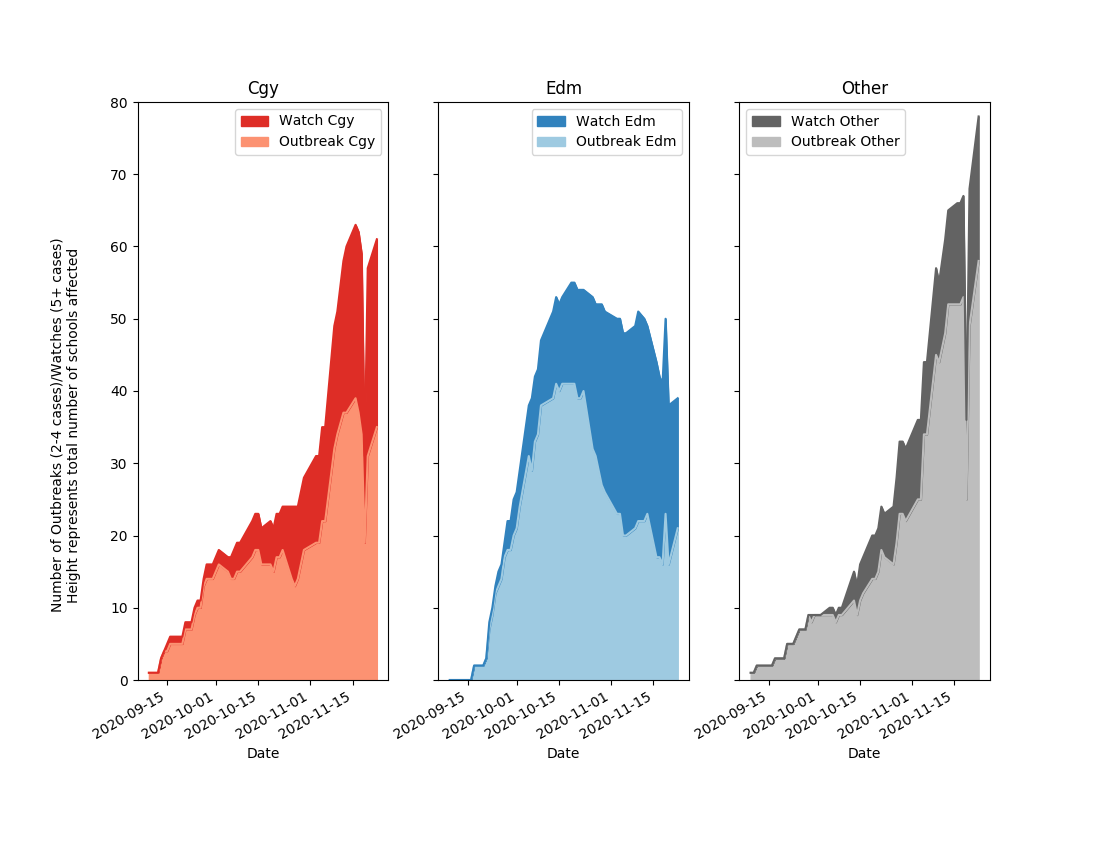 Cgy
Edm
Other
Watch Cgy
Outbreak Cgy
Watch Edm
Outbreak Edm
Watch Other
Outbreak Other
Number of Outbreaks (2-4 cases)/Watches (5+ cases)
Height represents total number of schools affected
80
70
60
50
40
30
20
10
0
2020-09-15
2020-10-01
2020-10-15
2020-11-01
2020-11-15
2020-09-15
2020-10-01
2020-10-15
2020-11-01
2020-11-15
2020-09-15
2020-10-01
2020-10-15
2020-11-01
2020-11-15
Date
Date
Date